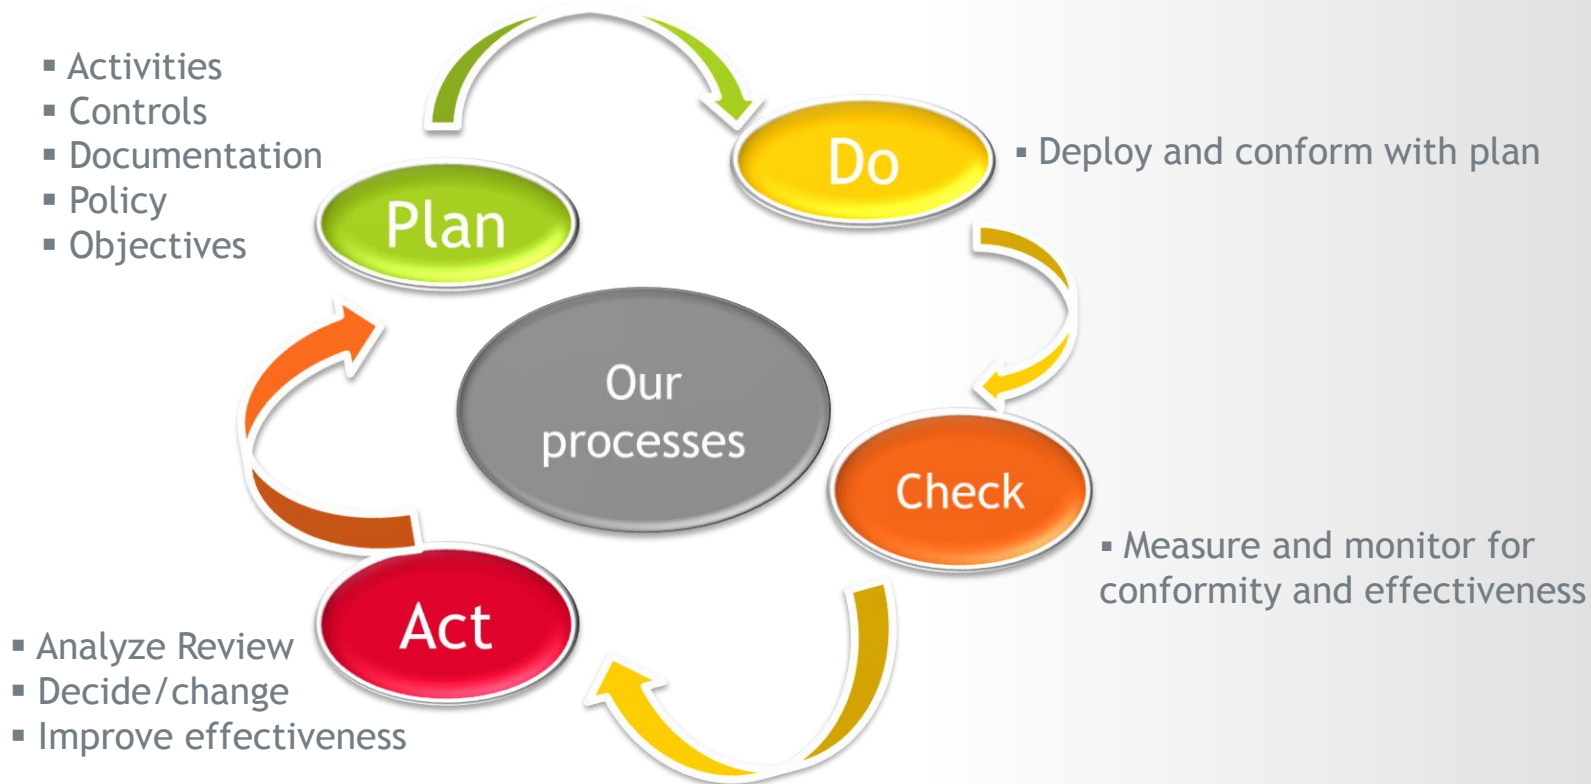 ▪ Activities
▪ Controls
▪ Documentation
▪ Policy
▪ Objectives
Plan
Do
▪ Deploy and conform with plan
Our
processes
Check
▪ Measure and monitor for
conformity and effectiveness
Act
▪ Analyze Review
▪ Decide/change
▪ Improve effectiveness